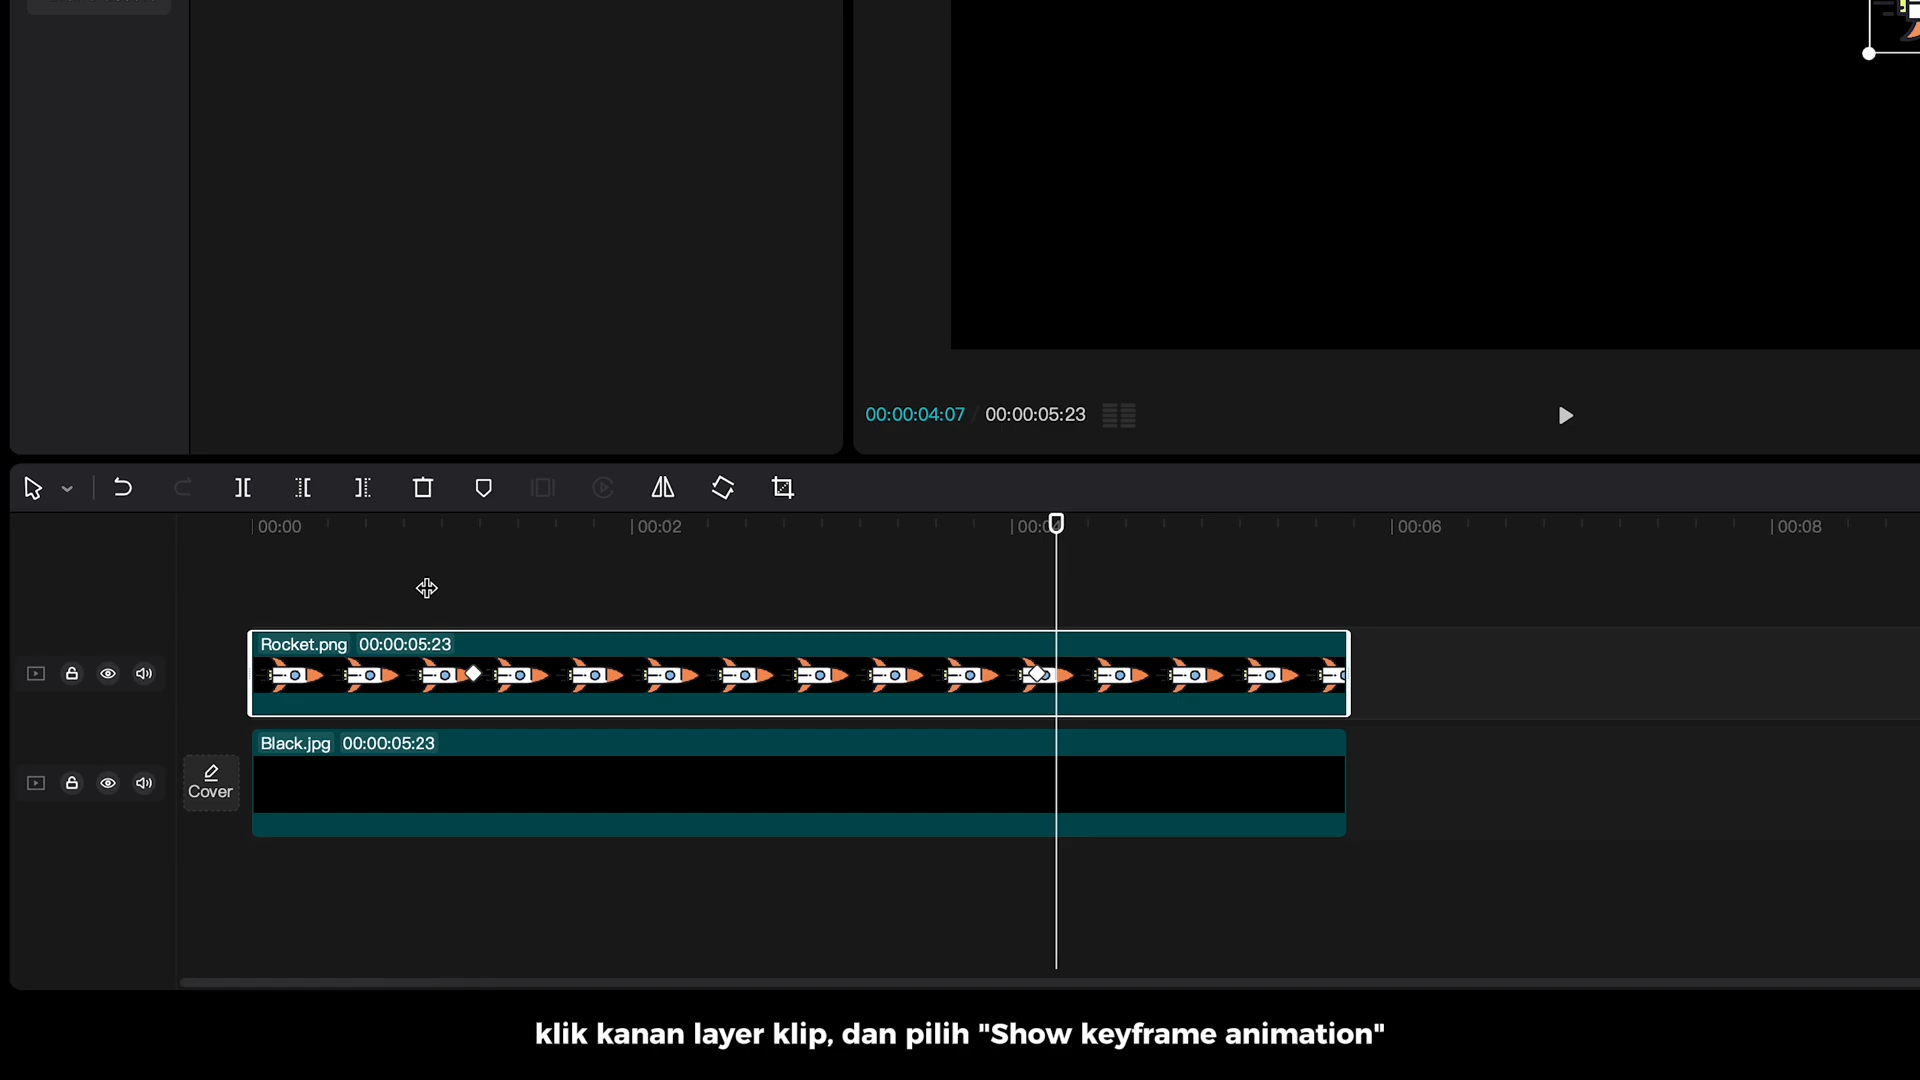 00:00:04:07 / 00:00:05:23
00:00
00:02
00:04
00:06
00:08
Rocket.png 00:00:05:23
Black.jpg 00:00:05:23
Cover
klik kanan layer klip, dan pilih "Show keyframe animation"